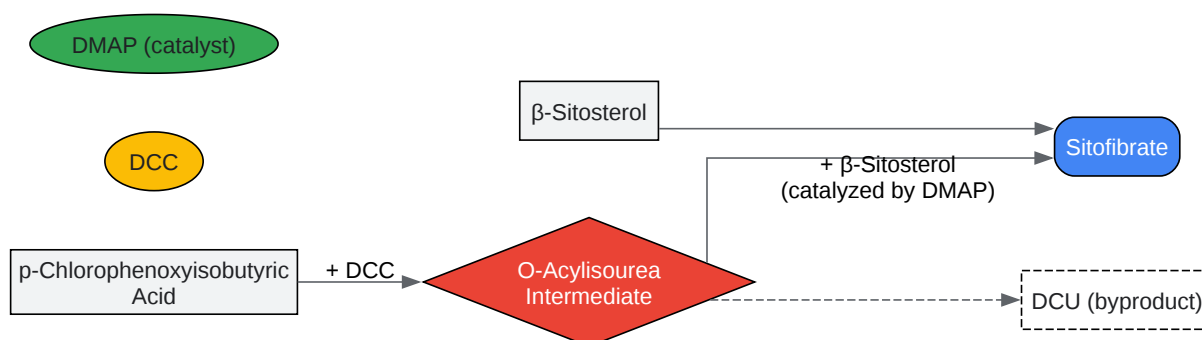 DMAP (catalyst)
β-Sitosterol
Sitofibrate
DCC
+ β-Sitosterol
(catalyzed by DMAP)
p-Chlorophenoxyisobutyric
Acid
+ DCC
O-Acylisourea
Intermediate
DCU (byproduct)